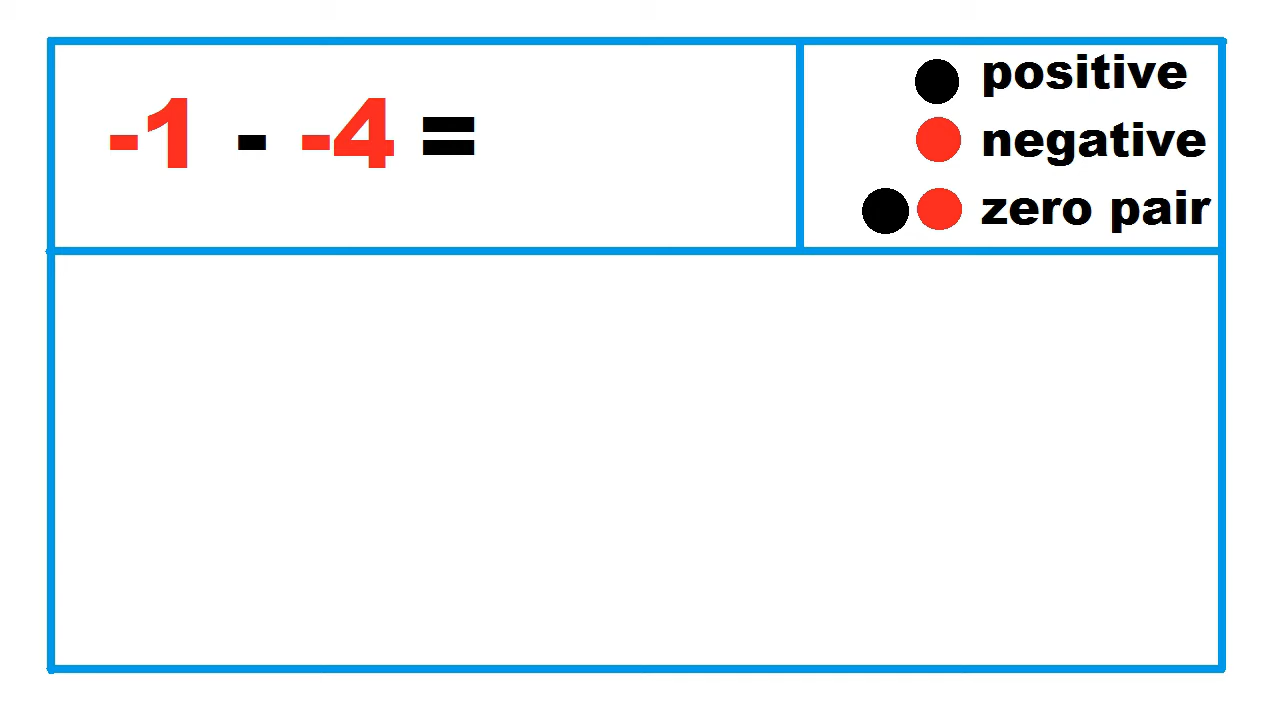 -1 - -4 =
positive
negative
zero pair